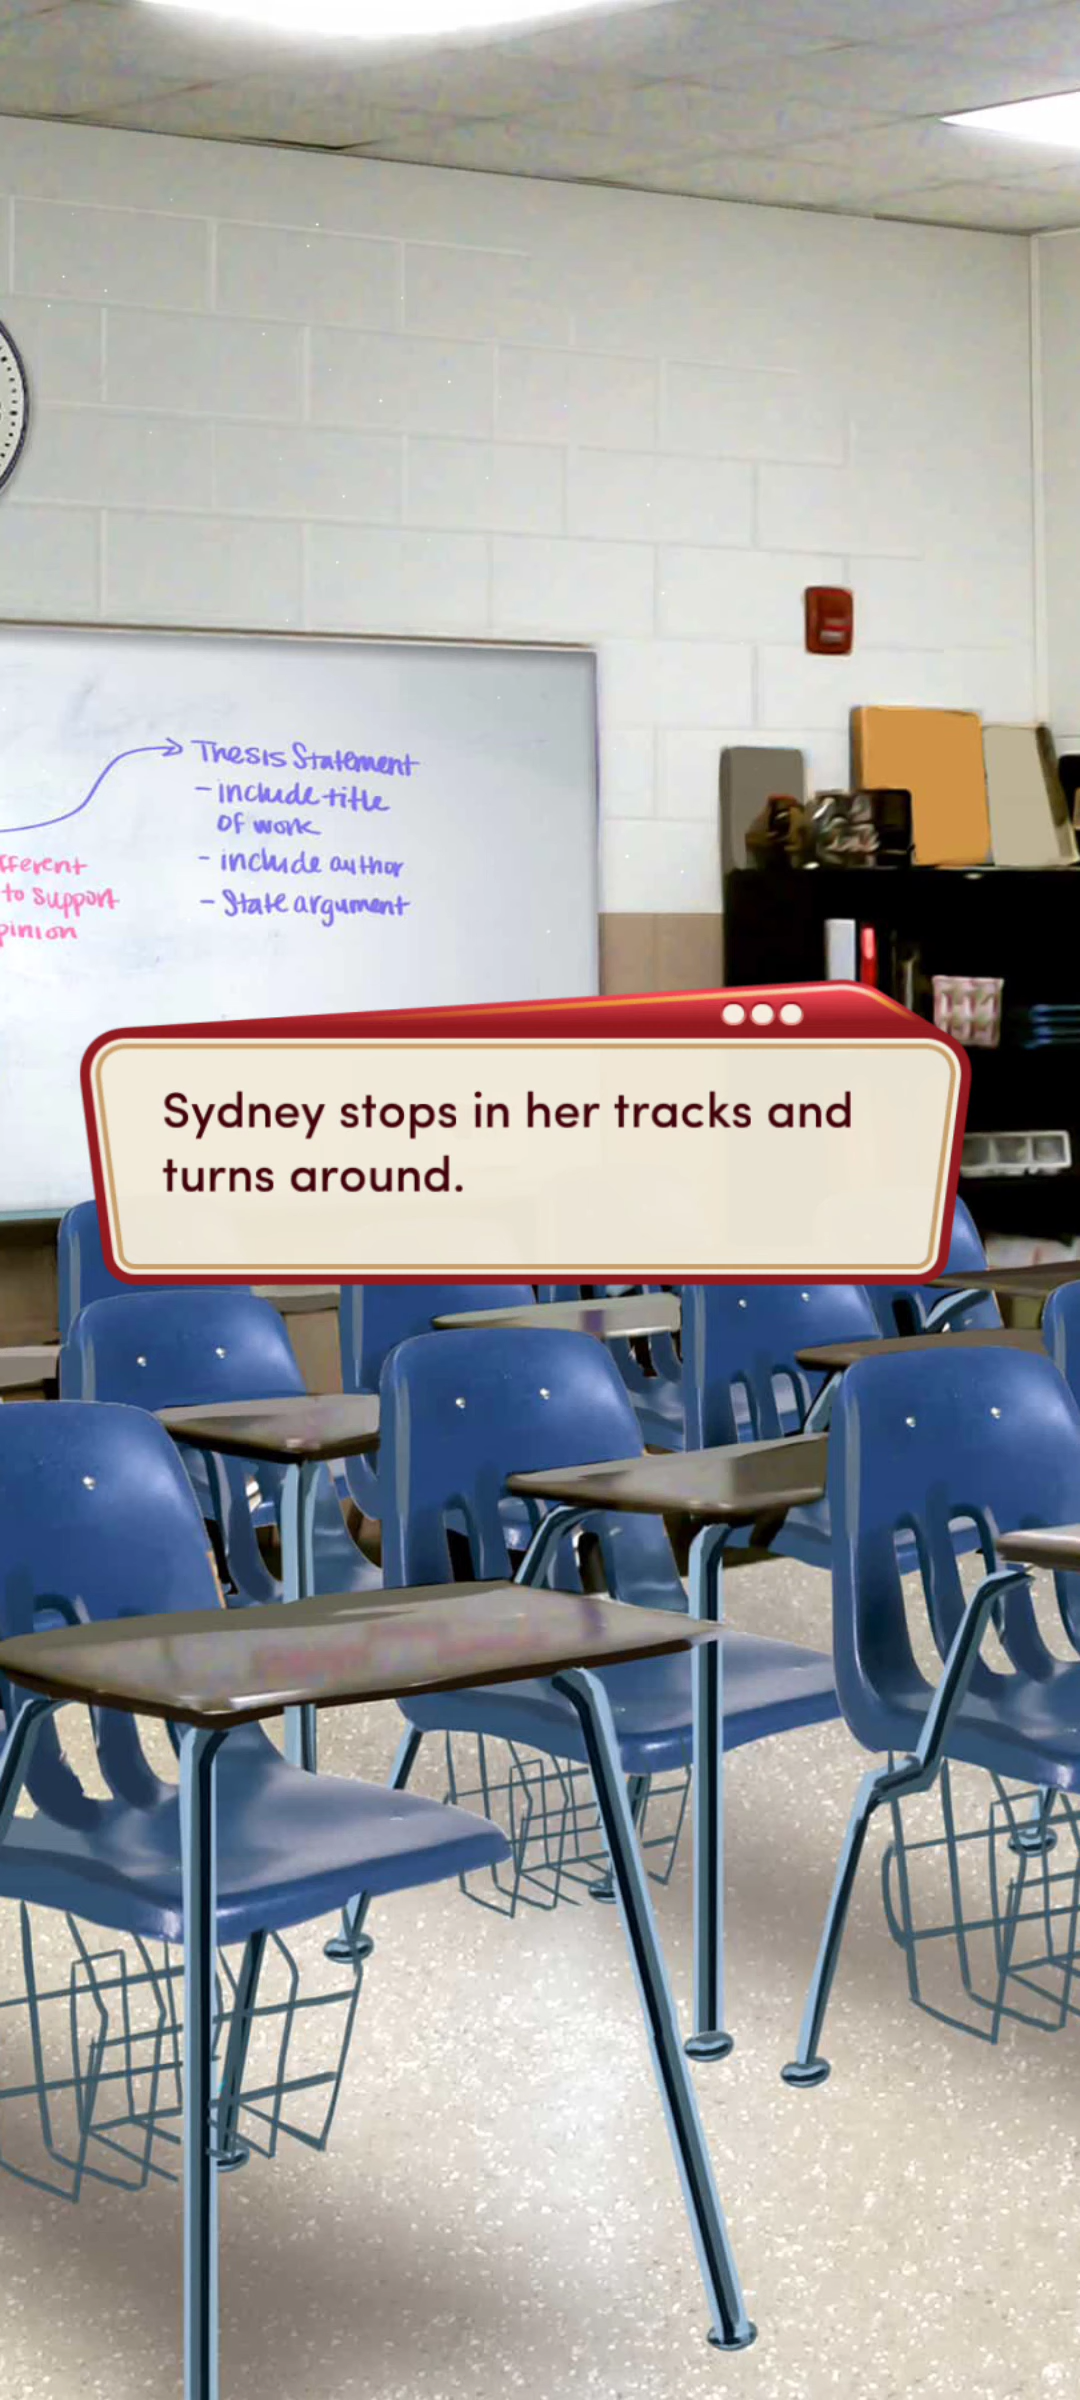 Thesis Statement
- include title
of work
- include author
- State argument
to support
Sydney stops in her tracks and
turns around.